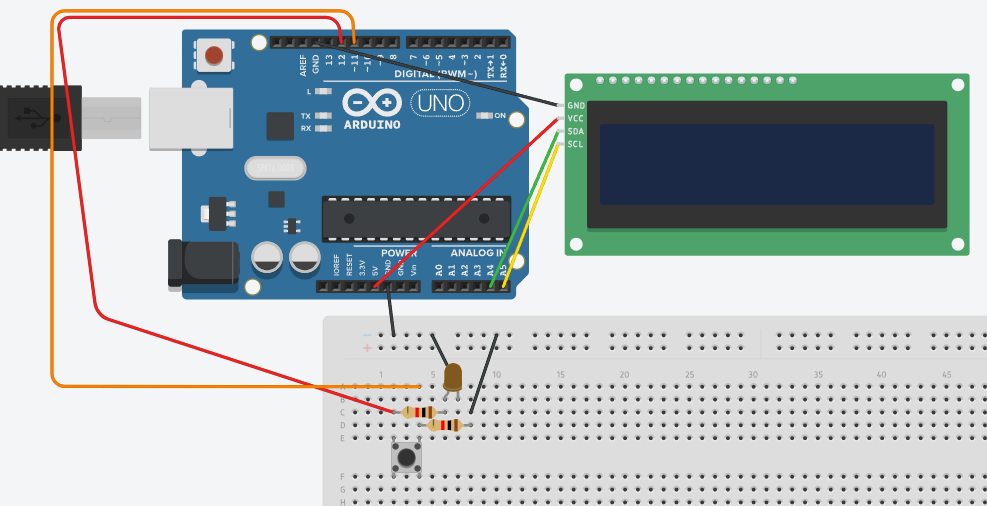 AREF
GND
13
12
~11
~10
~9
8
7
~6
~5
4
~3
2
TX→1
RX←0
DIGITAL (PWM~)
L
TX
RX
UNO
ARDUINO
ON
GND
VCC
SDA
SCL
POWER
ANALOG IN
IOREF
RESET
3.3V
5V
GND
GND
Vin
A0
A1
A2
A3
A4
A5
1
5
10
15
20
25
30
35
40
45
A
B
C
D
E
F
G
H